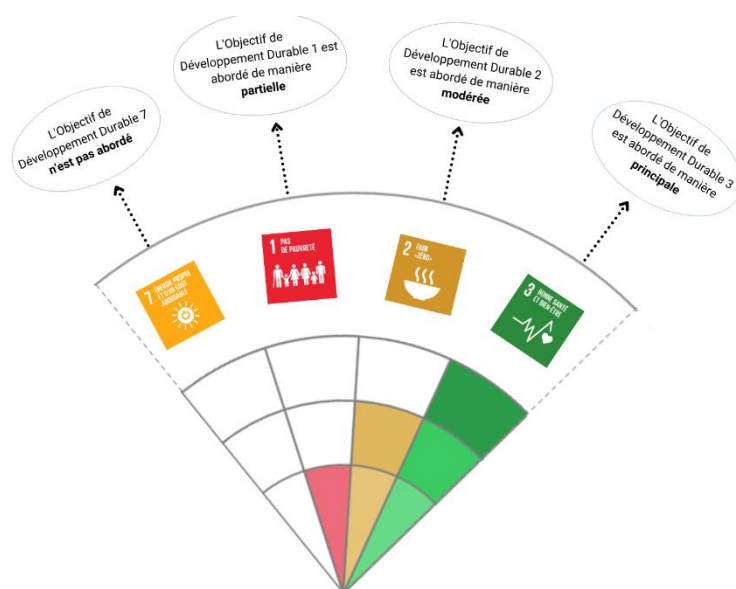 L'Objectif de
Développement Durable 7
n'est pas abordé
L'Objectif de
Développement Durable 1 est
abordé de manière
partielle
L'Objectif de
Développement Durable 2
est abordé de manière
modérée
L'Objectif de
Développement Durable 3
est abordé de manière
principale
7 ÉNERGIE PROPRE
ET D'UN COÛT
ABORDABLE
1 PAS
DE PAUVRETÉ
2 FAIM
«ZÉRO»
3 BONNE SANTÉ
ET BIEN-ÊTRE